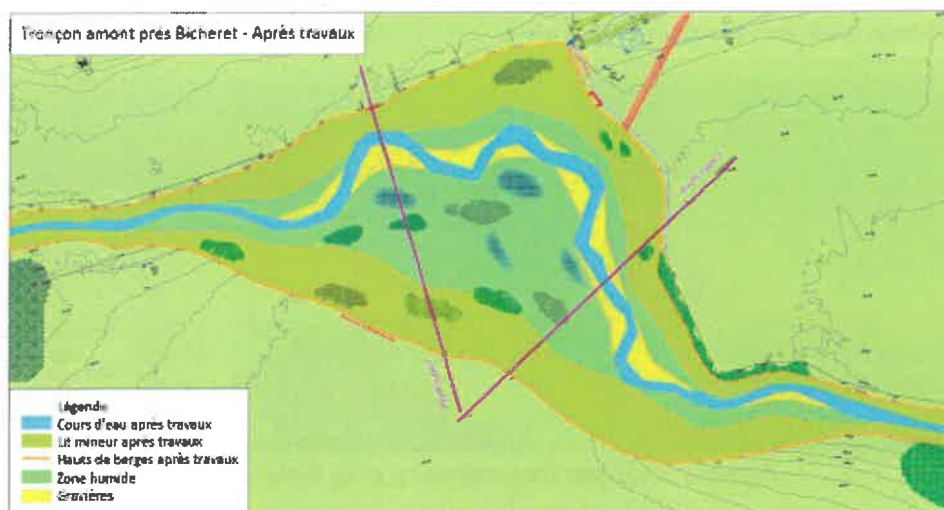 Tronçon amont prés Bicheret - Après travaux
Légende
Cours d'eau après travaux
Lit mineur après travaux
Hauts de berges après travaux
Zone humide
Gravières